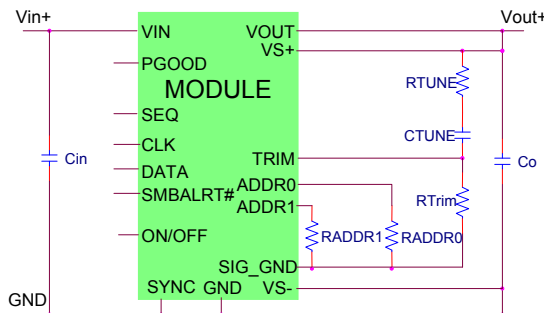 Vin+
Vout+
VIN
VOUT
VS+
PGOOD
RTUNE
MODULE
SEQ
CTUNE
CLK
Cin
TRIM
Co
DATA
ADDR0
SMBALRT#
RTrim
ADDR1
ON/OFF
RADDR1
RADDR0
SIG_GND
SYNC
GND
VS-
GND